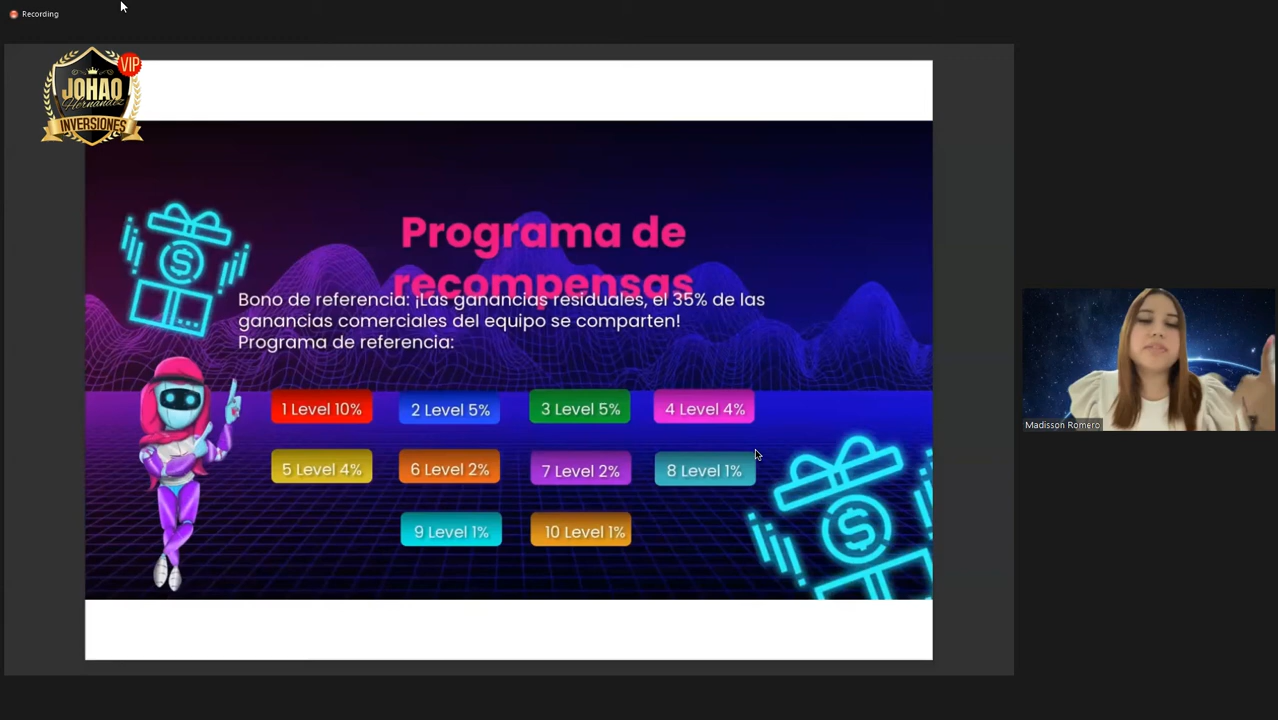 Recording
VIP
JOHAO
Hernández
INVERSIONES
Programa de
recompensas
Bono de referencia: ¡Las ganancias residuales, el 35% de las
ganancias comerciales del equipo se comparten!
Programa de referencia:
1 Level 10%
2 Level 5%
3 Level 5%
4 Level 4%
5 Level 4%
6 Level 2%
7 Level 2%
8 Level 1%
9 Level 1%
10 Level 1%
Madisson Romero